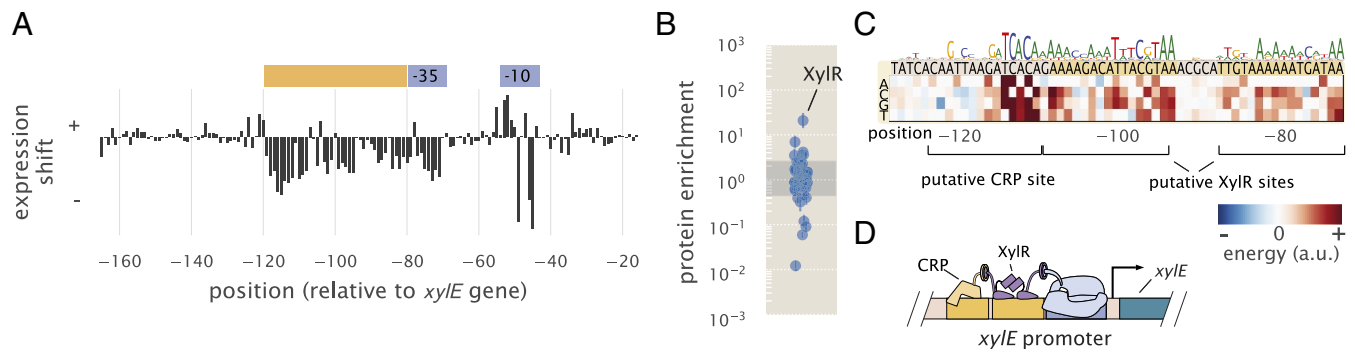 A
-35
-10
+
expression shift
-
−160
−140
−120
−100
−80
−60
−40
−20
position (relative to xylE gene)
B
XylR
protein enrichment
10³
10²
10¹
10⁰
10⁻¹
10⁻²
10⁻³
C
TATCACAATTAAGATCACAGAAAAGACATTACGTAAACGCATTGTAAAAAATGATAA
A
C
G
T
position
−120
−100
−80
putative CRP site
putative XylR sites
-
0
+
energy (a.u.)
D
CRP
XylR
xylE
xylE promoter